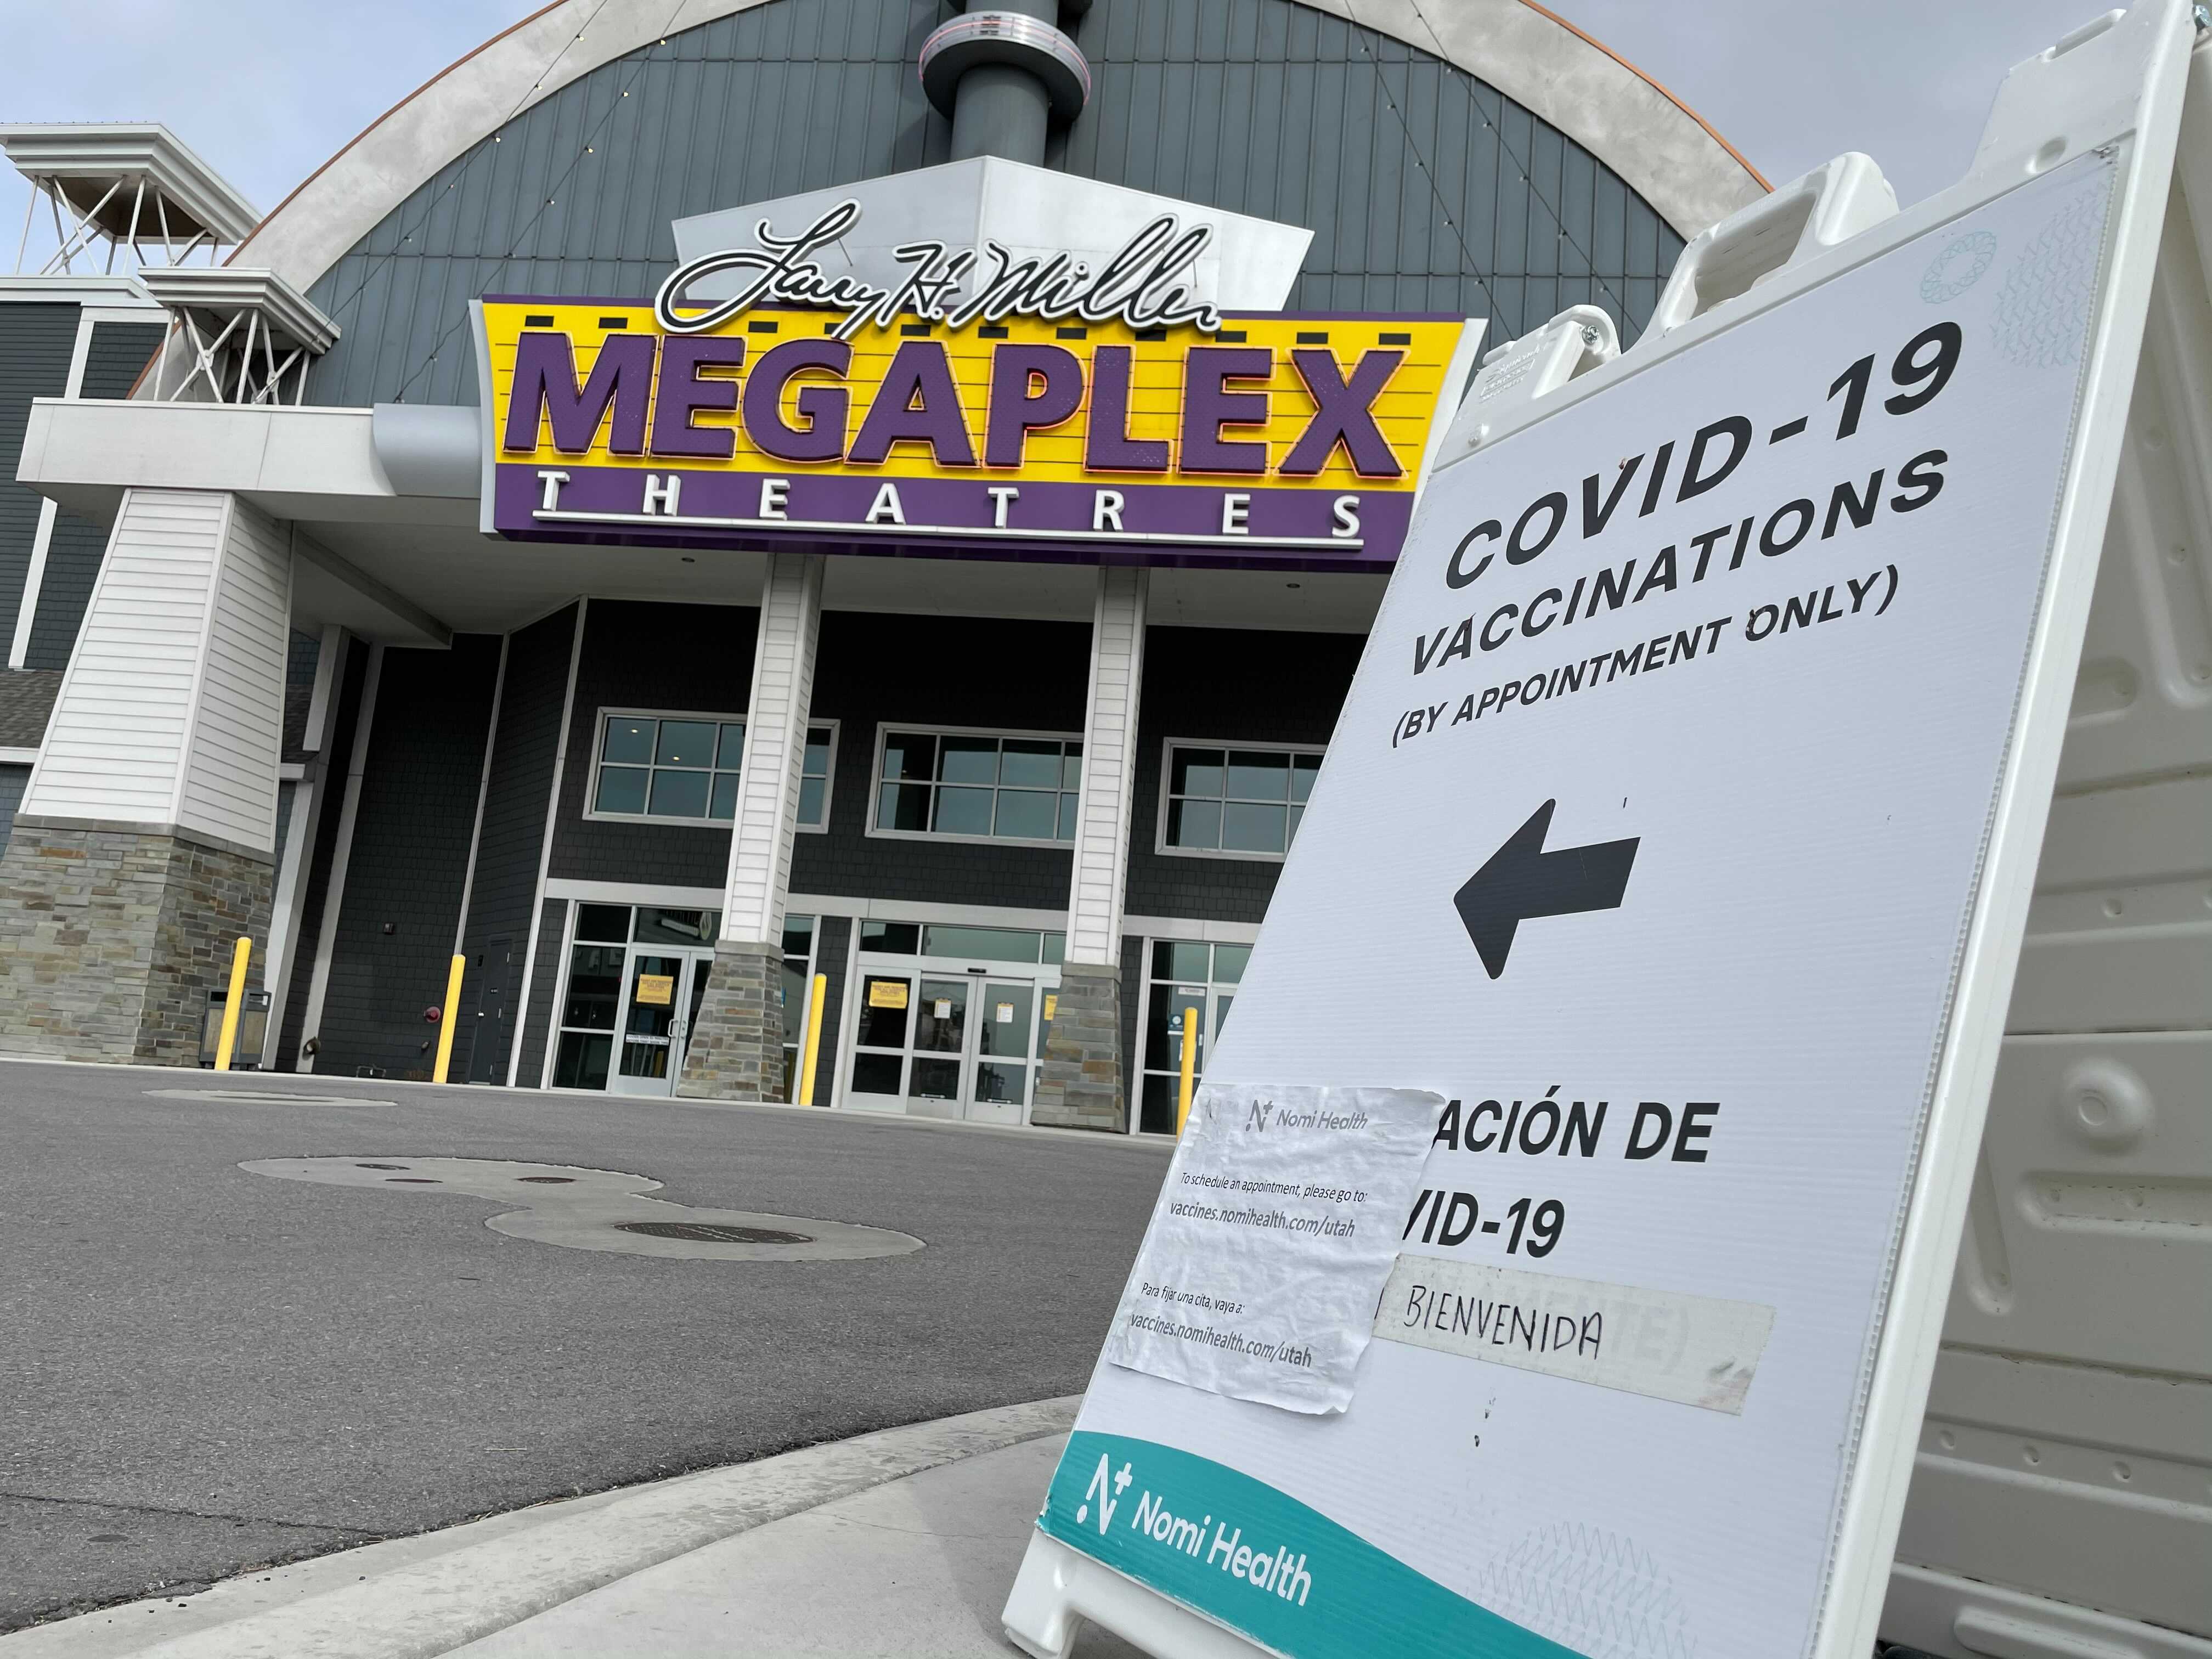 Larry H. Miller
MEGAPLEX
THEATRES
COVID-19
VACCINATIONS
(BY APPOINTMENT ONLY)
ACIÓN DE
VID-19
BIENVENIDA
Nomi Health
To schedule an appointment, please go to:
vaccines.nomihealth.com/utah
Para fijar una cita, vaya a:
vaccines.nomihealth.com/utah
Nomi Health